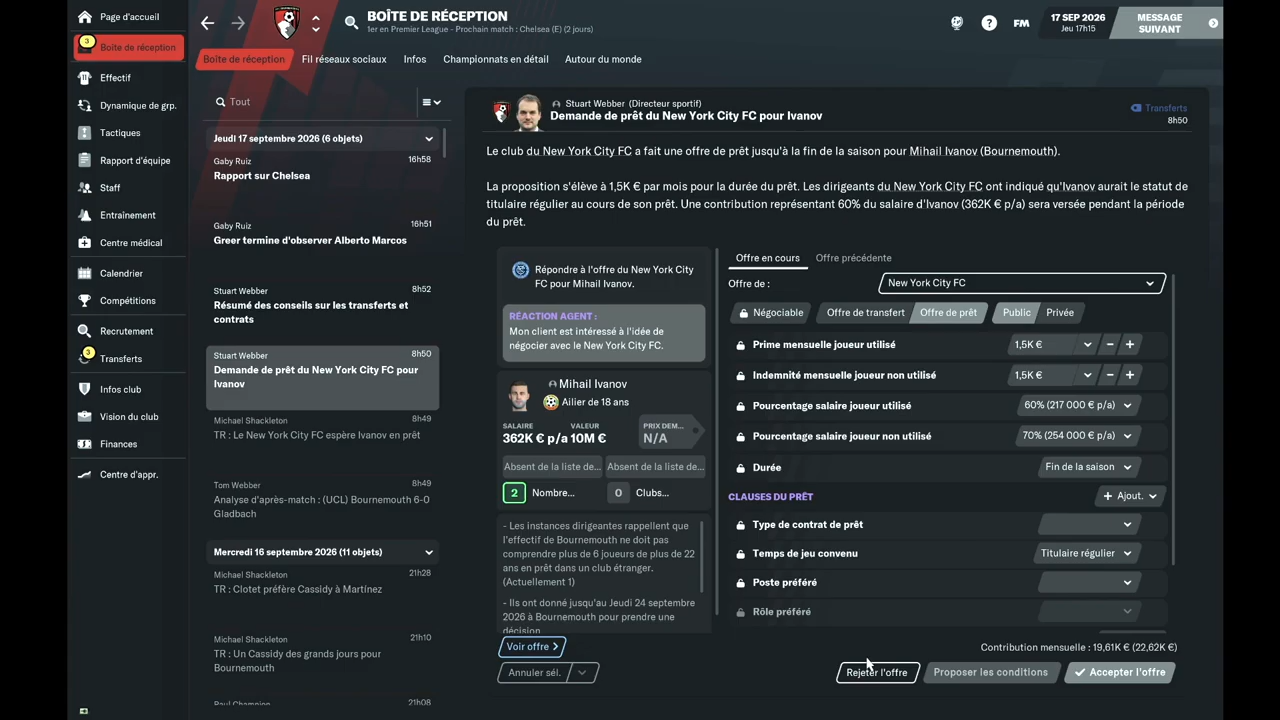 Page d'accueil
BOÎTE DE RÉCEPTION
1er en Premier League - Prochain match : Chelsea (E) (2 jours)
FM
17 SEP 2026
Jeu 17h15
MESSAGE
SUIVANT
3
Boîte de réception
Effectif
Dynamique de grp.
Tactiques
Rapport d'équipe
Staff
Entraînement
Centre médical
Calendrier
Compétitions
Recrutement
3
Transferts
Infos club
Vision du club
Finances
Centre d'appr.
Boîte de réception
Fil réseaux sociaux
Infos
Championnats en détail
Autour du monde
Tout
Jeudi 17 septembre 2026 (6 objets)
Gaby Ruiz
16h58
Rapport sur Chelsea
Gaby Ruiz
16h51
Greer termine d'observer Alberto Marcos
Stuart Webber
8h52
Résumé des conseils sur les transferts et
contrats
Stuart Webber
8h50
Demande de prêt du New York City FC pour
Ivanov
Michael Shackleton
8h49
TR : Le New York City FC espère Ivanov en prêt
Tom Webber
8h49
Analyse d'après-match : (UCL) Bournemouth 6-0
Gladbach
Mercredi 16 septembre 2026 (11 objets)
Michael Shackleton
21h28
TR : Clotet préfère Cassidy à Martínez
Michael Shackleton
21h10
TR : Un Cassidy des grands jours pour
Bournemouth
Paul Champion
21h08
Stuart Webber (Directeur sportif)
Demande de prêt du New York City FC pour Ivanov
Transferts
8h50
Le club du New York City FC a fait une offre de prêt jusqu'à la fin de la saison pour Mihail Ivanov (Bournemouth).
La proposition s'élève à 1,5K € par mois pour la durée du prêt. Les dirigeants du New York City FC ont indiqué qu'Ivanov aurait le statut de
titulaire régulier au cours de son prêt. Une contribution représentant 60% du salaire d'Ivanov (362K € p/a) sera versée pendant la période
du prêt.
Répondre à l'offre du New York City
FC pour Mihail Ivanov.
RÉACTION AGENT :
Mon client est intéressé à l'idée de
négocier avec le New York City FC.
Mihail Ivanov
Ailier de 18 ans
SALAIRE
VALEUR
362K € p/a
10M €
PRIX DEM...
N/A
Absent de la liste de...
Absent de la liste de...
2
Nombre...
0
Clubs...
- Les instances dirigeantes rappellent que
l'effectif de Bournemouth ne doit pas
comprendre plus de 6 joueurs de plus de 22
ans en prêt dans un club étranger.
(Actuellement 1)
- Ils ont donné jusqu'au Jeudi 24 septembre
2026 à Bournemouth pour prendre une
décision.
Voir offre
Annuler sél.
Offre en cours
Offre précédente
Offre de :
New York City FC
Négociable
Offre de transfert
Offre de prêt
Public
Privée
Prime mensuelle joueur utilisé
1,5K €
Indemnité mensuelle joueur non utilisé
1,5K €
Pourcentage salaire joueur utilisé
60% (217 000 € p/a)
Pourcentage salaire joueur non utilisé
70% (254 000 € p/a)
Durée
Fin de la saison
CLAUSES DU PRÊT
+ Ajout.
Type de contrat de prêt
Temps de jeu convenu
Titulaire régulier
Poste préféré
Rôle préféré
Contribution mensuelle : 19,61K € (22,62K €)
Rejeter l'offre
Proposer les conditions
Accepter l'offre